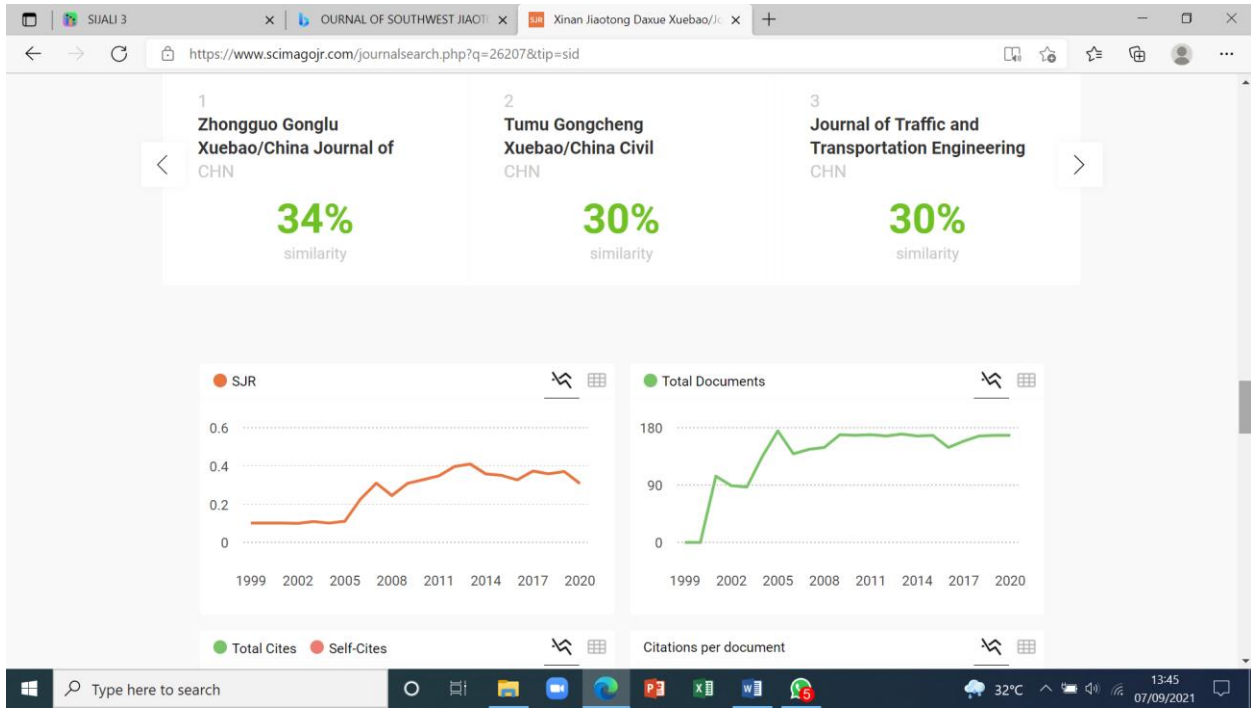 SIJALI 3
OURNAL OF SOUTHWEST JIAOT
Xinan Jiaotong Daxue Xuebao/Jo
https://www.scimagojr.com/journalsearch.php?q=26207&tip=sid
1
Zhongguo Gonglu
Xuebao/China Journal of
CHN
34%
similarity
2
Tumu Gongcheng
Xuebao/China Civil
CHN
30%
similarity
3
Journal of Traffic and
Transportation Engineering
CHN
30%
similarity
SJR
0.6
0.4
0.2
0
1999 2002 2005 2008 2011 2014 2017 2020
Total Documents
180
90
0
1999 2002 2005 2008 2011 2014 2017 2020
Total Cites Self-Cites
Citations per document
Type here to search
32°C
13:45
07/09/2021